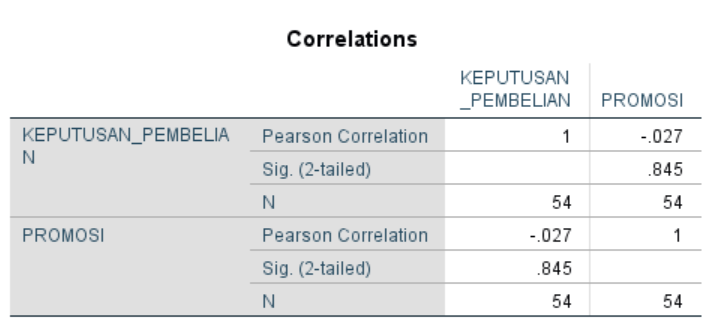 Correlations
KEPUTUSAN
_PEMBELIAN PROMOSI
KEPUTUSAN_PEMBELIA
N
Pearson Correlation 1 -.027
Sig. (2-tailed) .845
N 54 54
PROMOSI Pearson Correlation -.027 1
Sig. (2-tailed) .845
N 54 54